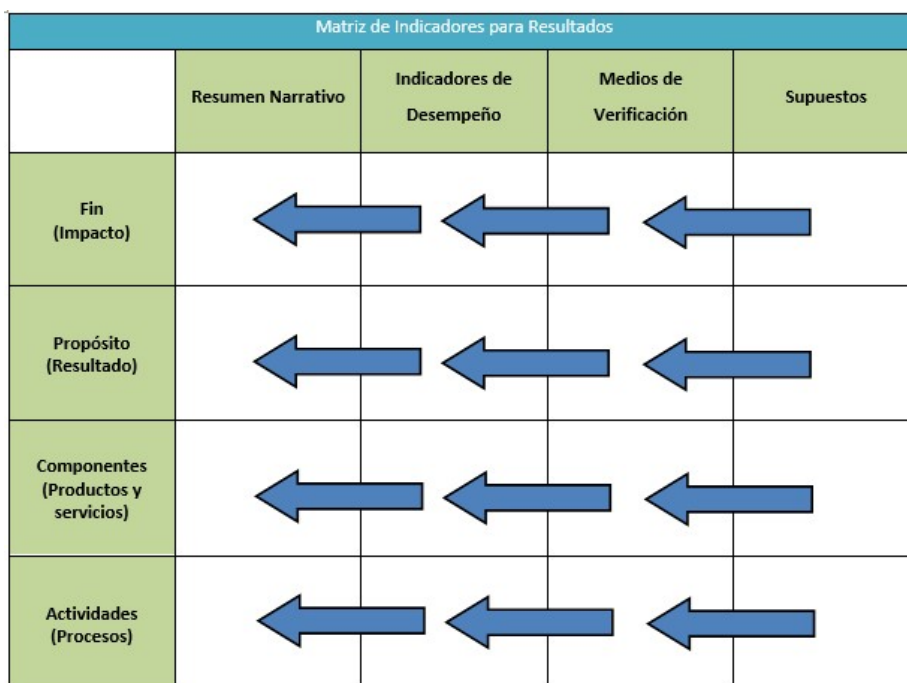 Matriz de Indicadores para Resultados
Resumen Narrativo
Indicadores de
Desempeño
Medios de
Verificación
Supuestos
Fin
(Impacto)
Propósito
(Resultado)
Componentes
(Productos y
servicios)
Actividades
(Procesos)